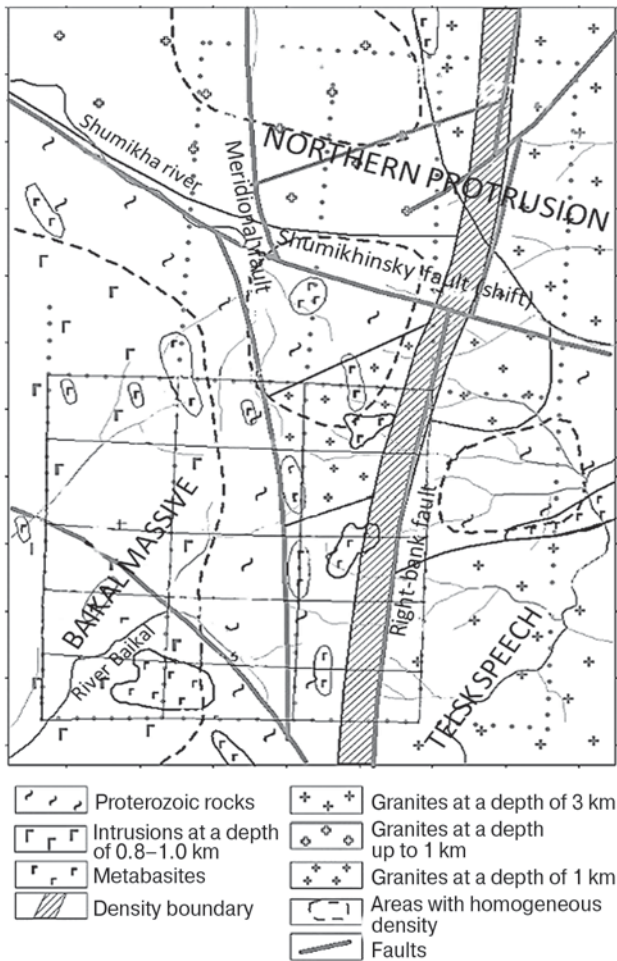 Shumikha river
Meridional fault
NORTHERN PROTRUSION
Shumikhinsky fault (shift)
BAIKAL MASSIVE
River Baikal
Right-bank fault
TELSK SPEECH
Proterozoic rocks
Intrusions at a depth
of 0.8–1.0 km
Metabasites
Density boundary
Granites at a depth of 3 km
Granites at a depth
up to 1 km
Granites at a depth of 1 km
Areas with homogeneous
density
Faults